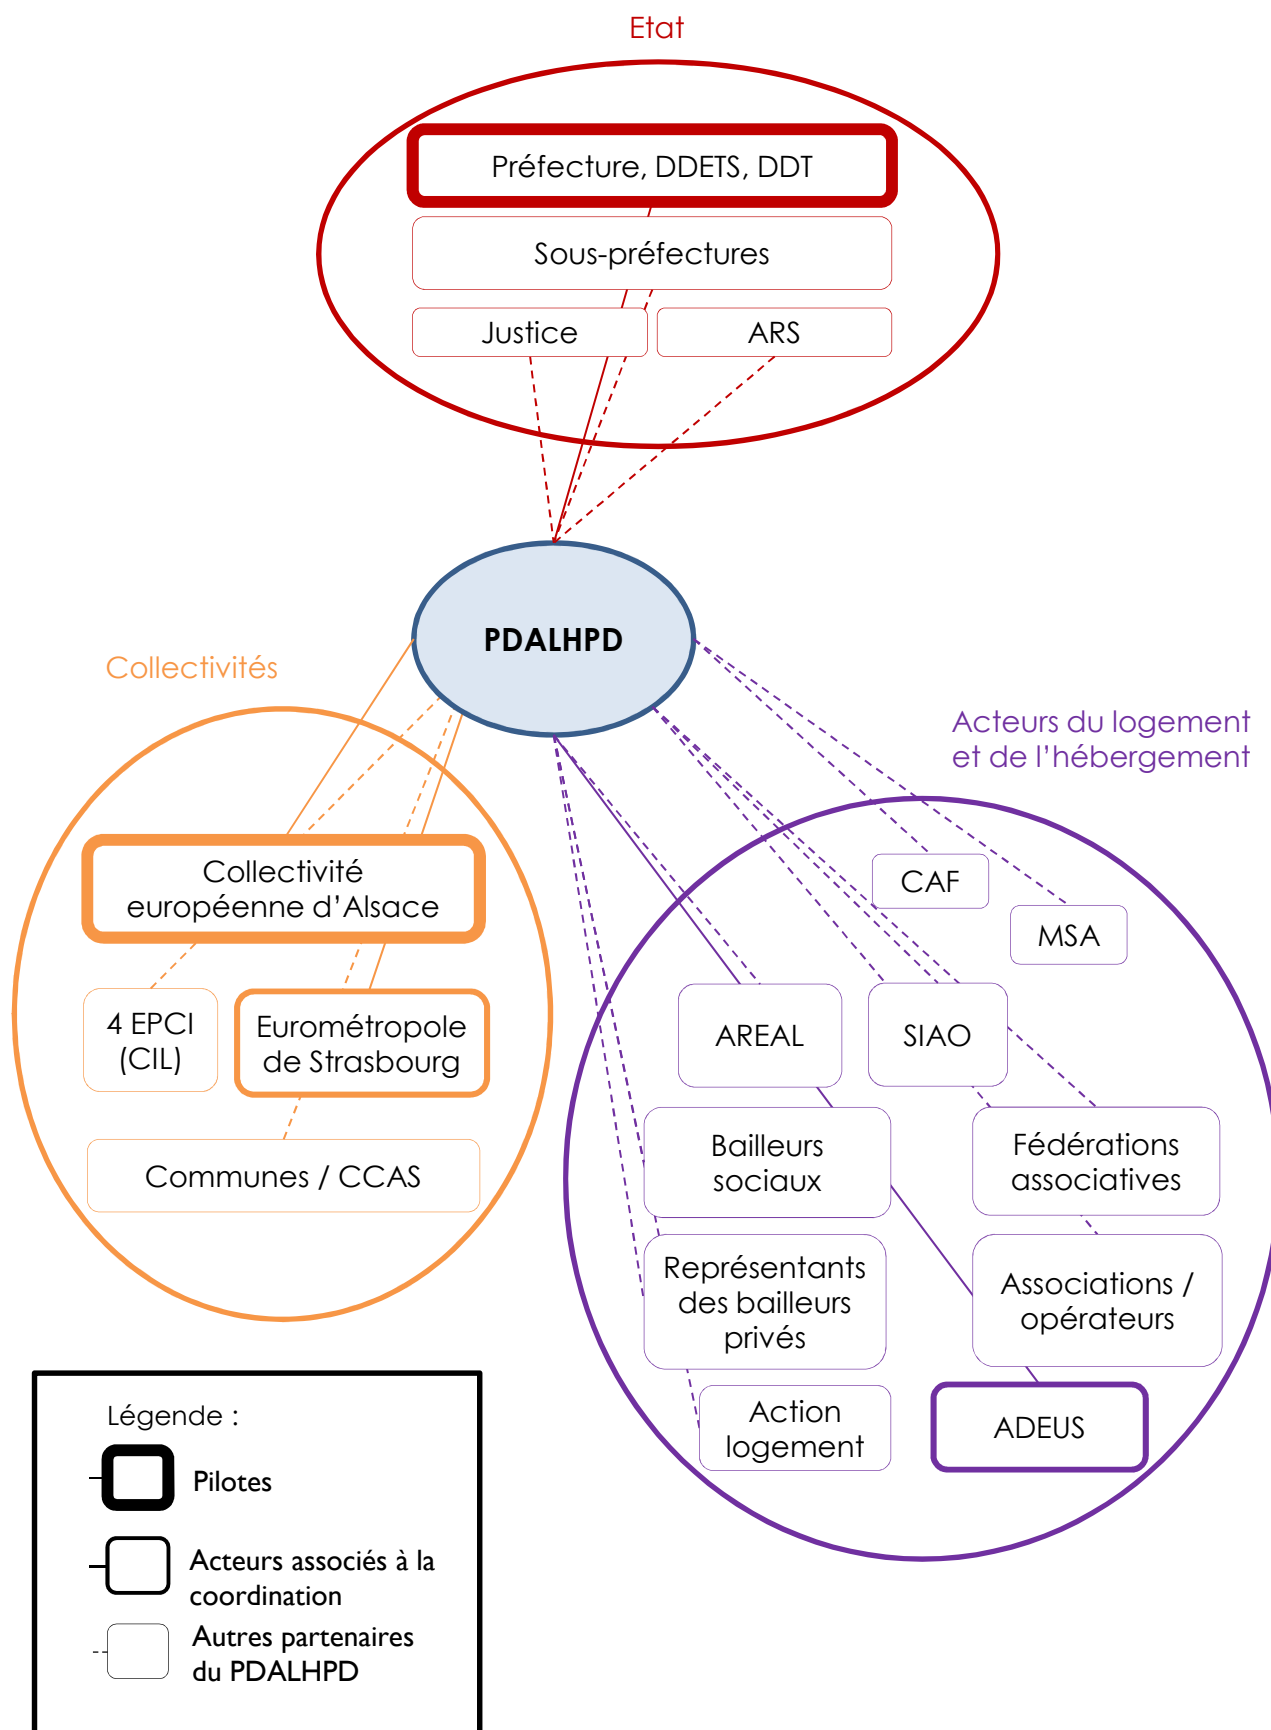 Etat
Préfecture, DDETS, DDT
Sous-préfectures
Justice
ARS
PDALHPD
Collectivités
Collectivité
européenne d’Alsace
4 EPCI
(CIL)
Eurométropole
de Strasbourg
Communes / CCAS
Acteurs du logement
et de l’hébergement
CAF
MSA
AREAL
SIAO
Bailleurs
sociaux
Fédérations
associatives
Représentants
des bailleurs
privés
Associations /
opérateurs
Action
logement
ADEUS
Légende :
Pilotes
Acteurs associés à la
coordination
Autres partenaires
du PDALHPD